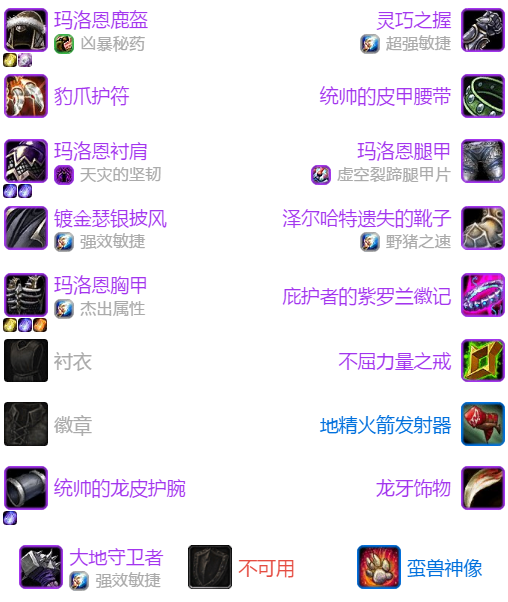 玛洛恩鹿盔
凶暴秘药
灵巧之握
超强敏捷
豹爪护符
统帅的皮甲腰带
玛洛恩衬肩
天灾的坚韧
玛洛恩腿甲
虚空裂蹄腿甲片
镀金瑟银披风
强效敏捷
泽尔哈特遗失的靴子
野猪之速
玛洛恩胸甲
杰出属性
庇护者的紫罗兰徽记
衬衣
不屈力量之戒
徽章
地精火箭发射器
统帅的龙皮护腕
龙牙饰物
大地守卫者
强效敏捷
不可用
蛮兽神像